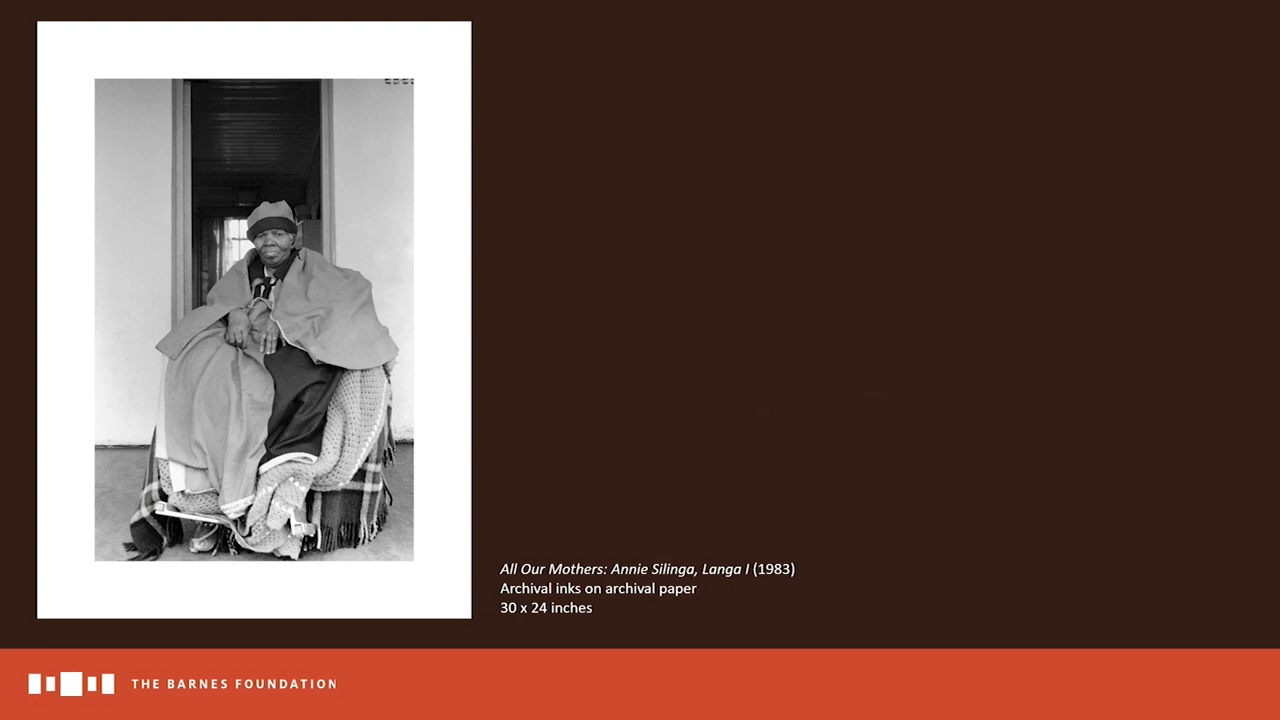 All Our Mothers: Annie Silinga, Langa I (1983)
Archival inks on archival paper
30 x 24 inches
THE BARNES FOUNDATION